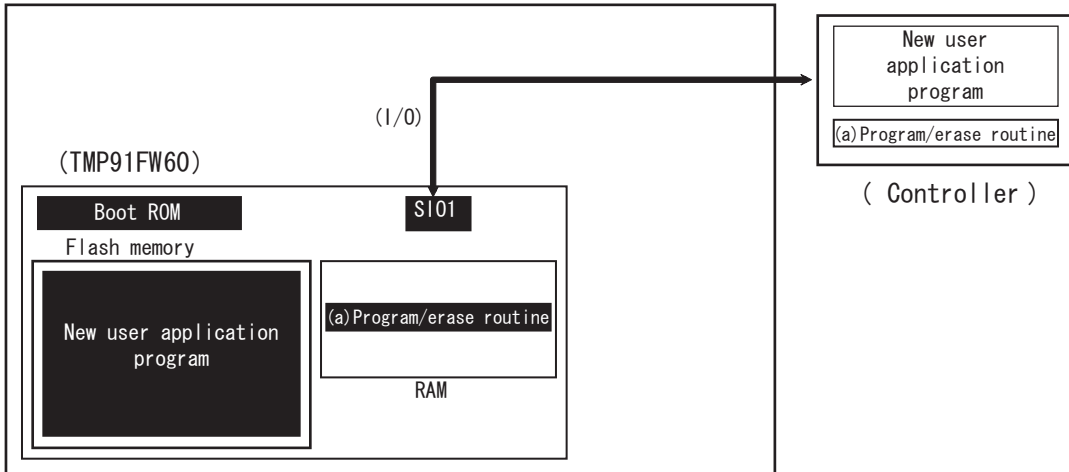 New user
application
program
(I/O)
(a)Program/erase routine
(TMP91FW60)
( Controller )
Boot ROM
SIO1
Flash memory
(a)Program/erase routine
New user application
program
RAM